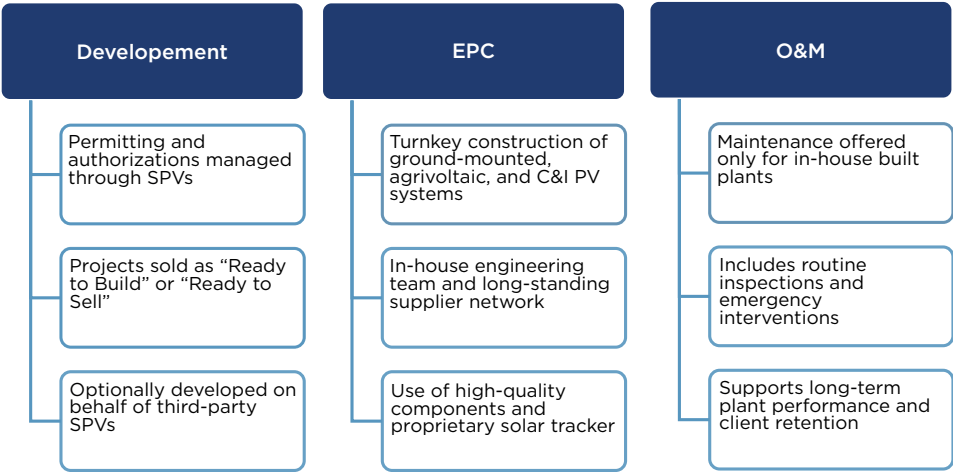 Developement
Permitting and
authorizations managed
through SPVs
Projects sold as “Ready
to Build” or “Ready to
Sell”
Optionally developed on
behalf of third-party
SPVs
EPC
Turnkey construction of
ground-mounted,
agrivoltaic, and C&I PV
systems
In-house engineering
team and long-standing
supplier network
Use of high-quality
components and
proprietary solar tracker
O&M
Maintenance offered
only for in-house built
plants
Includes routine
inspections and
emergency
interventions
Supports long-term
plant performance and
client retention